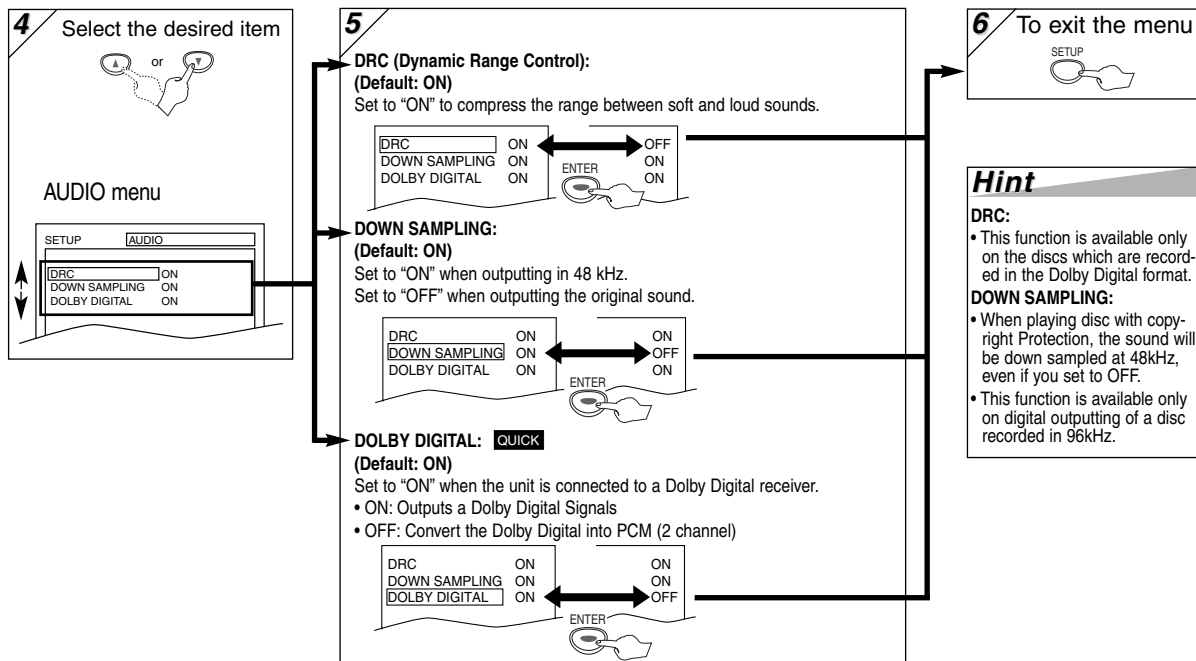 4 Select the desired item
or
AUDIO menu
SETUP AUDIO
DRC ON
DOWN SAMPLING ON
DOLBY DIGITAL ON
5
DRC (Dynamic Range Control):
(Default: ON)
Set to “ON” to compress the range between soft and loud sounds.
DRC ON OFF
DOWN SAMPLING ON ON
DOLBY DIGITAL ON ON
ENTER
DOWN SAMPLING:
(Default: ON)
Set to “ON” when outputting in 48 kHz.
Set to “OFF” when outputting the original sound.
DRC ON ON
DOWN SAMPLING ON OFF
DOLBY DIGITAL ON ON
ENTER
DOLBY DIGITAL: QUICK
(Default: ON)
Set to “ON” when the unit is connected to a Dolby Digital receiver.
• ON: Outputs a Dolby Digital Signals
• OFF: Convert the Dolby Digital into PCM (2 channel)
DRC ON ON
DOWN SAMPLING ON ON
DOLBY DIGITAL ON OFF
ENTER
6 To exit the menu
SETUP
Hint
DRC:
• This function is available only
on the discs which are record-
ed in the Dolby Digital format.
DOWN SAMPLING:
• When playing disc with copy-
right Protection, the sound will
be down sampled at 48kHz,
even if you set to OFF.
• This function is available only
on digital outputting of a disc
recorded in 96kHz.